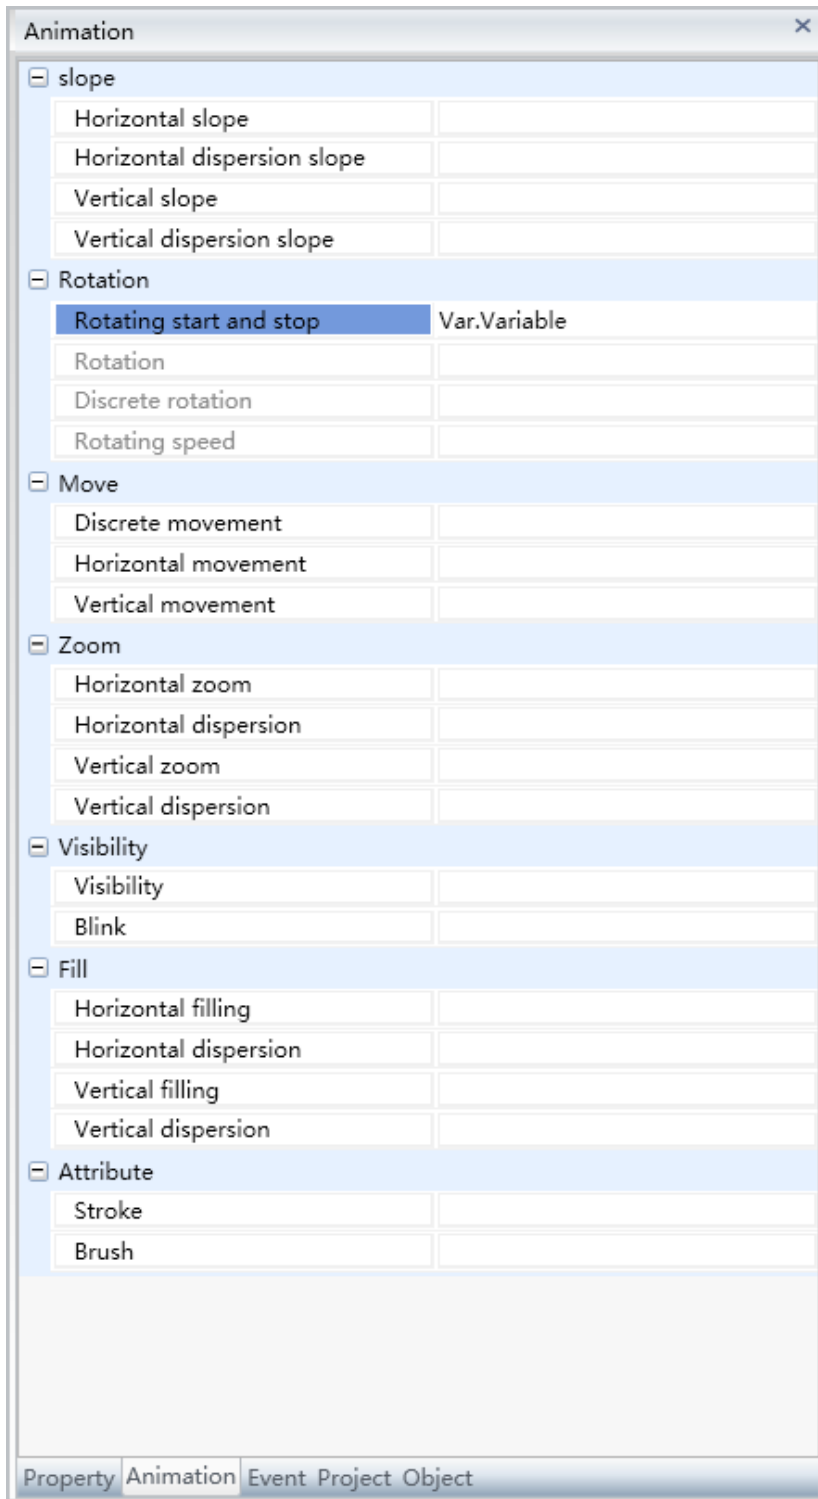 Animation
slope
Horizontal slope
Horizontal dispersion slope
Vertical slope
Vertical dispersion slope
Rotation
Rotating start and stop Var.Variable
Rotation
Discrete rotation
Rotating speed
Move
Discrete movement
Horizontal movement
Vertical movement
Zoom
Horizontal zoom
Horizontal dispersion
Vertical zoom
Vertical dispersion
Visibility
Visibility
Blink
Fill
Horizontal filling
Horizontal dispersion
Vertical filling
Vertical dispersion
Attribute
Stroke
Brush
Property Animation Event Project Object